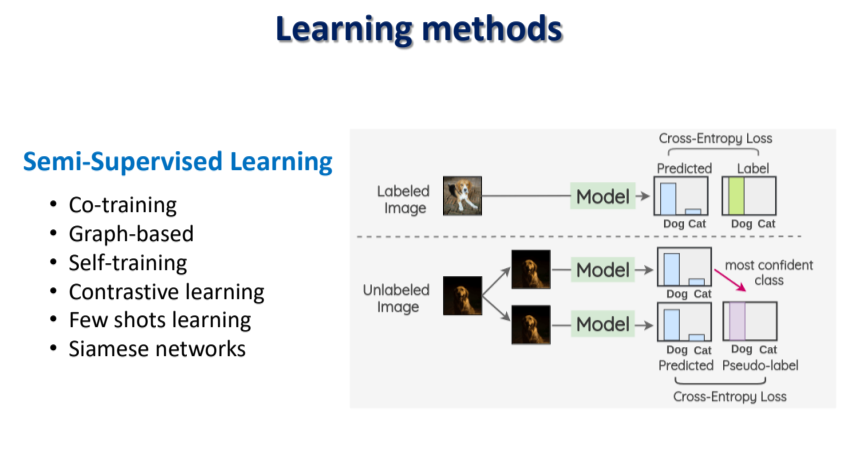 Learning methods
Semi-Supervised Learning
• Co-training
• Graph-based
• Self-training
• Contrastive learning
• Few shots learning
• Siamese networks
Cross-Entropy Loss
Predicted Label
Labeled
Image
Model
Dog Cat Dog Cat
Unlabeled
Image
Model
most confident
class
Dog Cat
Model
Dog Cat Dog Cat
Predicted Pseudo-label
Cross-Entropy Loss